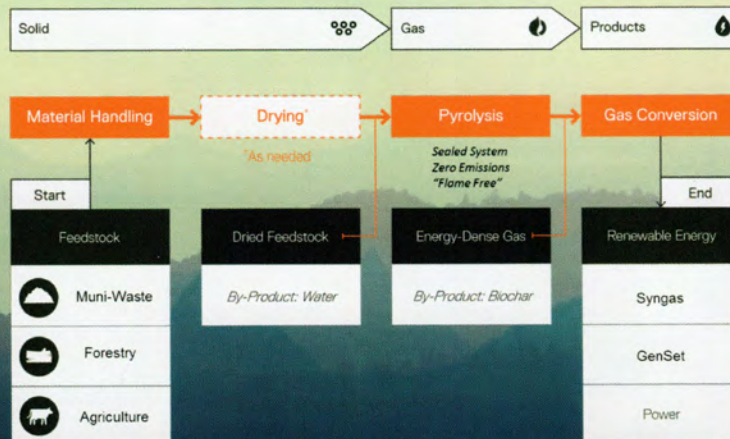 Solid
Gas
Products
Material Handling
Drying*
Pyrolysis
Gas Conversion
*As needed
Sealed System
Zero Emissions
"Flame Free"
Start
End
Feedstock
Dried Feedstock
Energy-Dense Gas
Renewable Energy
Muni-Waste
By-Product: Water
By-Product: Biochar
Syngas
Forestry
GenSet
Agriculture
Power